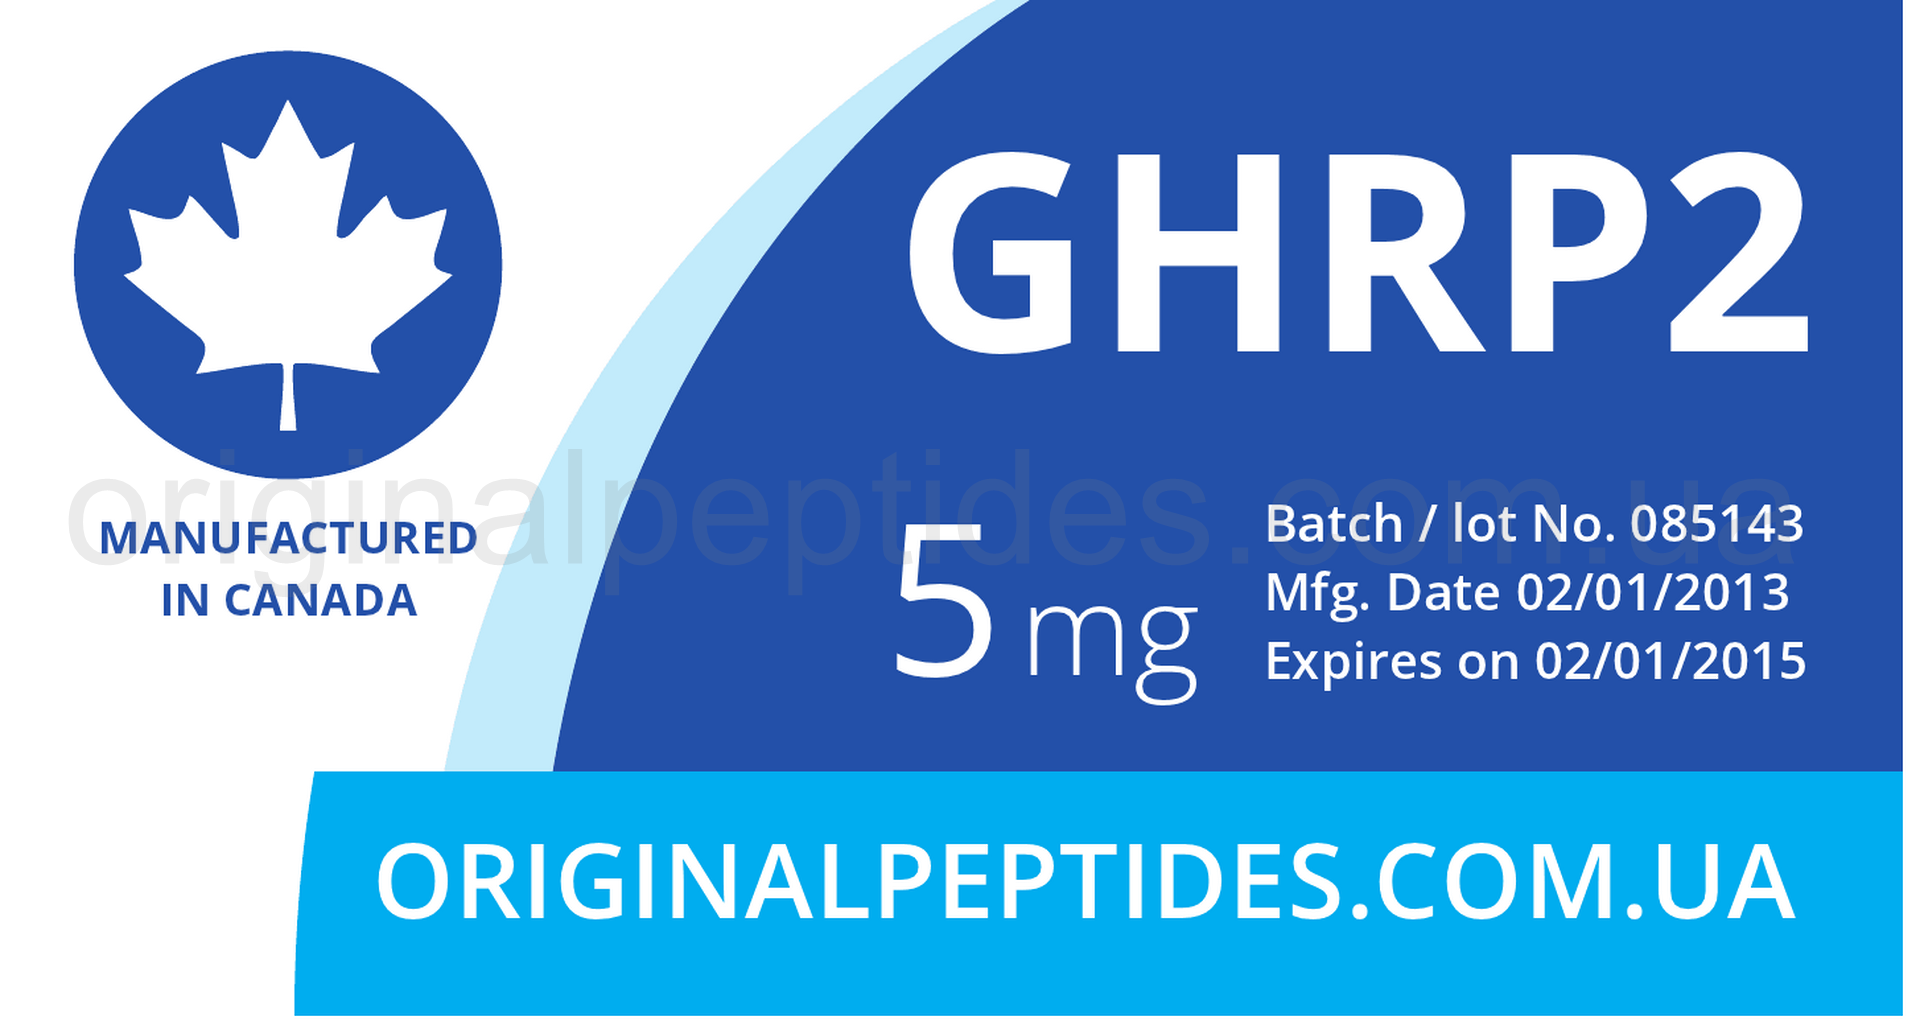 MANUFACTURED
IN CANADA
GHRP2
5 mg
Batch / lot No. 085143
Mfg. Date 02/01/2013
Expires on 02/01/2015
originalpeptides.com.ua
ORIGINALPEPTIDES.COM.UA